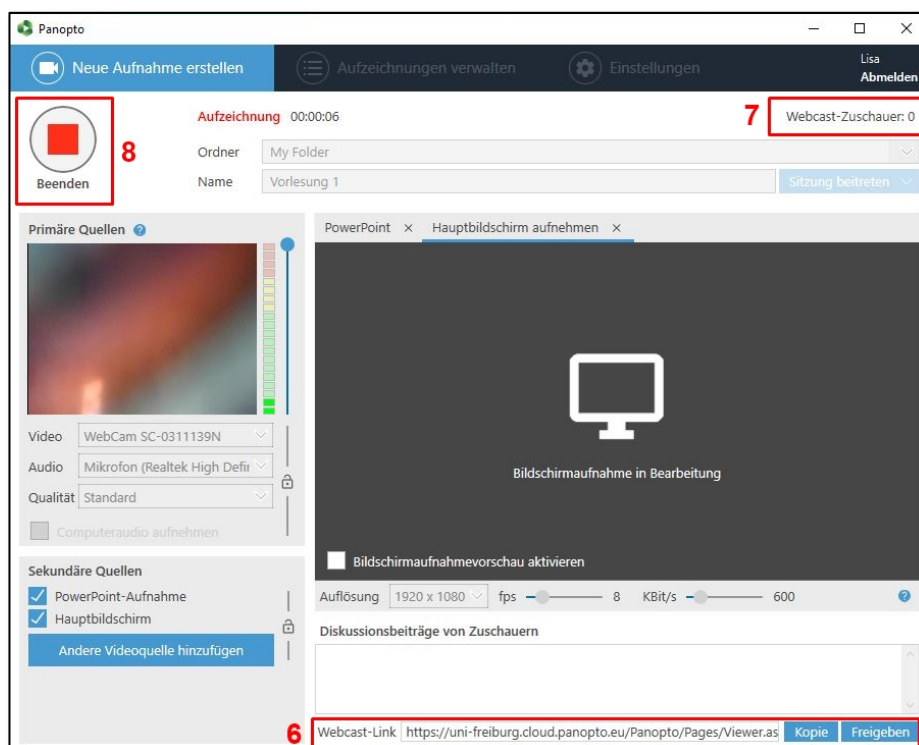 Panopto
Neue Aufnahme erstellen
Aufzeichnungen verwalten
Einstellungen
Lisa
Abmelden
8
Beenden
Aufzeichnung 00:00:06
7
Webcast-Zuschauer: 0
Ordner My Folder
Name Vorlesung 1 Sitzung beitreten
Primäre Quellen ?
Video WebCam SC-0311139N
Audio Mikrofon (Realtek High Defir
Qualität Standard
Computeraudio aufnehmen
Sekundäre Quellen
PowerPoint-Aufnahme
Hauptbildschirm
Andere Videoquelle hinzufügen
PowerPoint × Hauptbildschirm aufnehmen ×
Bildschirmaufnahme in Bearbeitung
Bildschirmaufnahmevorschau aktivieren
Auflösung 1920 x 1080 fps 8 KBit/s 600 ?
Diskussionsbeiträge von Zuschauern
6
Webcast-Link https://uni-freiburg.cloud.panopto.eu/Panopto/Pages/Viewer.as Kopie Freigeben